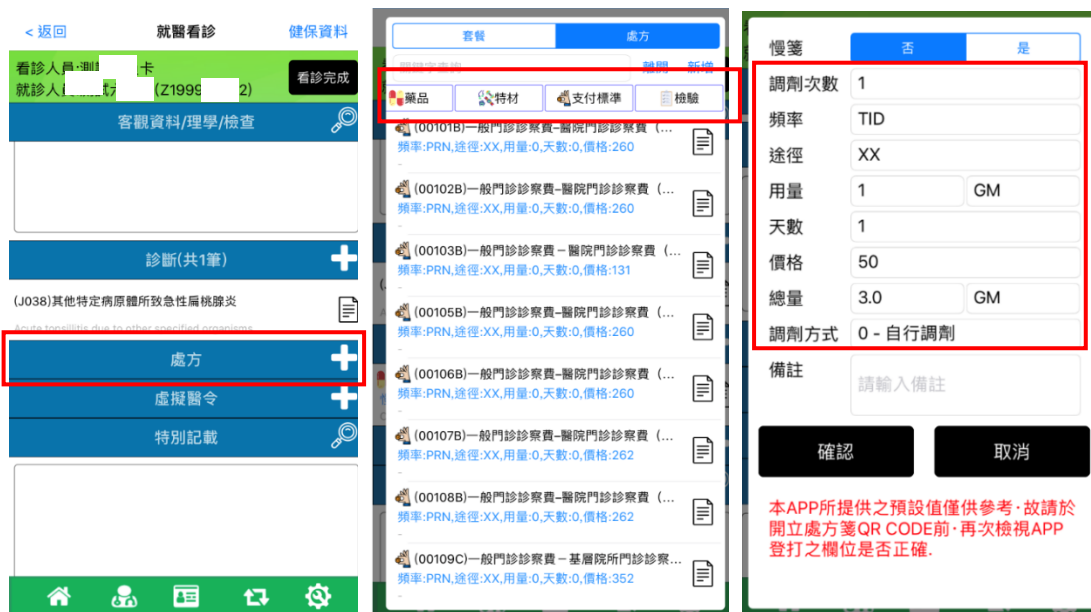 < 返回 就醫看診 健保資料
看診人員:測 卡
就診人 試六 (Z1999 2)
看診完成
客觀資料/理學/檢查
診斷(共1筆)
(J038)其他特定病原體所致急性扁桃腺炎
Acute tonsillitis due to other specified organisms
處方
虛擬醫令
特別記載
套餐 處方
關鍵字查詢 離開 新增
藥品 特材 支付標準 檢驗
(00101B)一般門診診察費–醫院門診診察費（...
頻率:PRN,途徑:XX,用量:0,天數:0,價格:260
-
(00102B)一般門診診察費–醫院門診診察費（...
頻率:PRN,途徑:XX,用量:0,天數:0,價格:260
-
(00103B)一般門診診察費－醫院門診診察費（...
頻率:PRN,途徑:XX,用量:0,天數:0,價格:131
-
(00105B)一般門診診察費–醫院門診診察費（...
頻率:PRN,途徑:XX,用量:0,天數:0,價格:260
-
(00106B)一般門診診察費–醫院門診診察費（...
頻率:PRN,途徑:XX,用量:0,天數:0,價格:260
-
(00107B)一般門診診察費–醫院門診診察費（...
頻率:PRN,途徑:XX,用量:0,天數:0,價格:262
-
(00108B)一般門診診察費–醫院門診診察費（...
頻率:PRN,途徑:XX,用量:0,天數:0,價格:262
-
(00109C)一般門診診察費－基層院所門診診察...
頻率:PRN,途徑:XX,用量:0,天數:0,價格:352
-
慢箋 否 是
調劑次數 1
頻率 TID
途徑 XX
用量 1 GM
天數 1
價格 50
總量 3.0 GM
調劑方式 0 - 自行調劑
備註 請輸入備註
確認 取消
本APP所提供之預設值僅供參考·故請於
開立處方箋QR CODE前·再次檢視APP
登打之欄位是否正確.